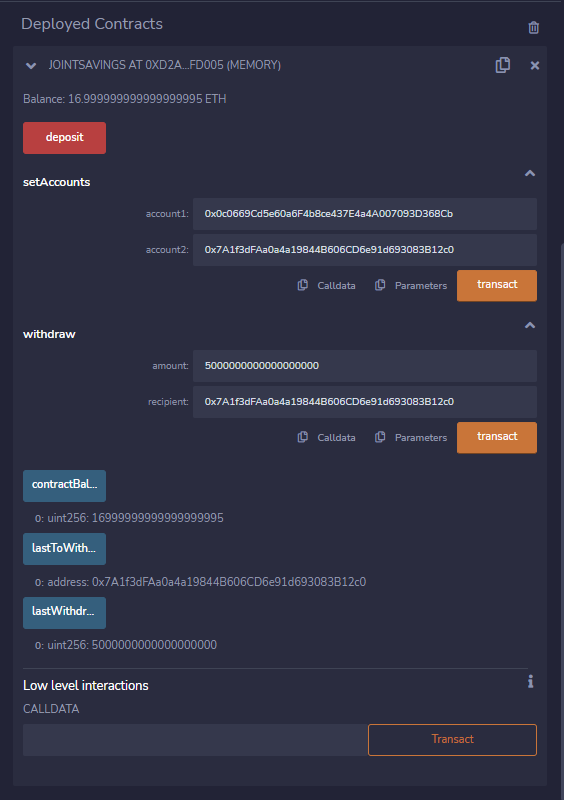 Deployed Contracts
JOINTSAVINGS AT 0XD2A...FD005 (MEMORY)
Balance: 16.999999999999999995 ETH
deposit
setAccounts
account1: 0x0c0669Cd5e60a6F4b8ce437E4a4A007093D368Cb
account2: 0x7A1f3dFAa0a4a19844B606CD6e91d693083B12c0
Calldata Parameters transact
withdraw
amount: 5000000000000000000
recipient: 0x7A1f3dFAa0a4a19844B606CD6e91d693083B12c0
Calldata Parameters transact
contractBal...
0: uint256: 16999999999999999995
lastToWith...
0: address: 0x7A1f3dFAa0a4a19844B606CD6e91d693083B12c0
lastWithdr...
0: uint256: 5000000000000000000
Low level interactions
CALLDATA
Transact